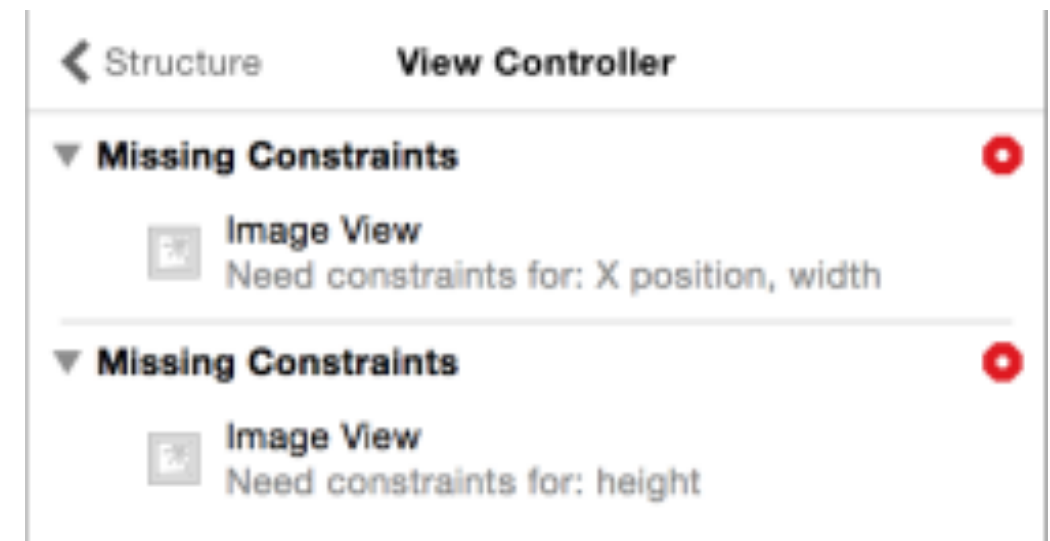 Structure View Controller
Missing Constraints
Image View
Need constraints for: X position, width
Missing Constraints
Image View
Need constraints for: height